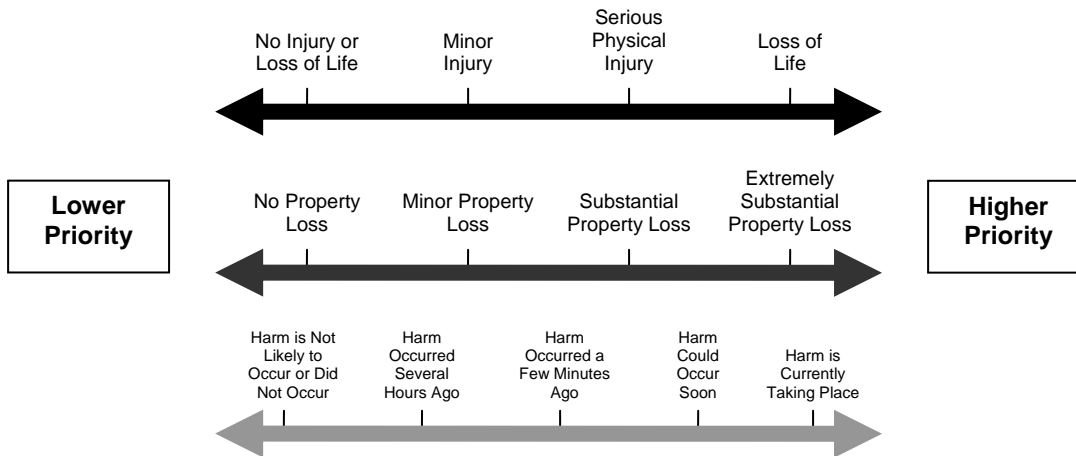 No Injury or
Loss of Life
Minor
Injury
Serious
Physical
Injury
Loss of
Life
Lower
Priority
No Property
Loss
Minor Property
Loss
Substantial
Property Loss
Extremely
Substantial
Property Loss
Higher
Priority
Harm is Not
Likely to
Occur or Did
Not Occur
Harm
Occurred
Several
Hours Ago
Harm
Occurred a
Few Minutes
Ago
Harm
Could
Occur
Soon
Harm is
Currently
Taking Place